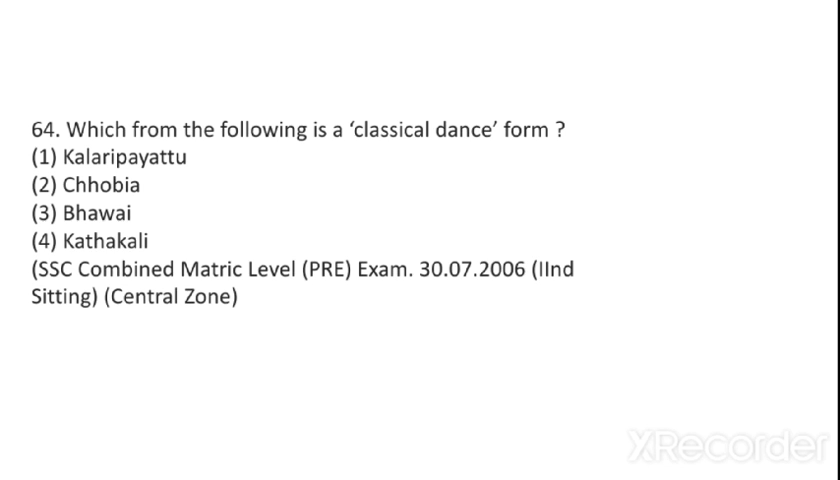 64. Which from the following is a ‘classical dance’ form ?
(1) Kalaripayattu
(2) Chhobia
(3) Bhawai
(4) Kathakali
(SSC Combined Matric Level (PRE) Exam. 30.07.2006 (IInd
Sitting) (Central Zone)
XRecorder